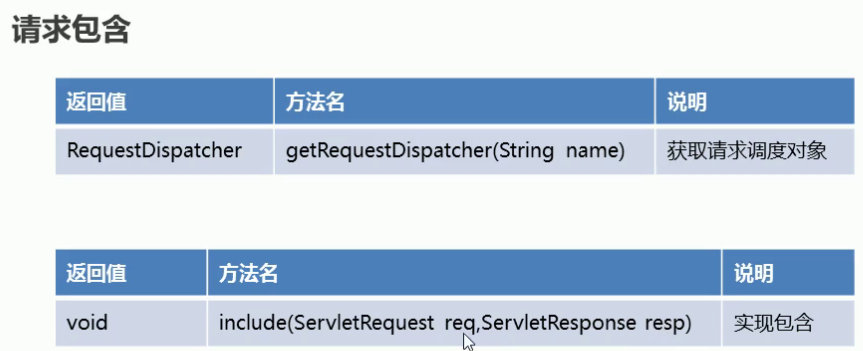 请求包含
返回值 方法名 说明
RequestDispatcher getRequestDispatcher(String name) 获取请求调度对象
返回值 方法名 说明
void include(ServletRequest req,ServletResponse resp) 实现包含